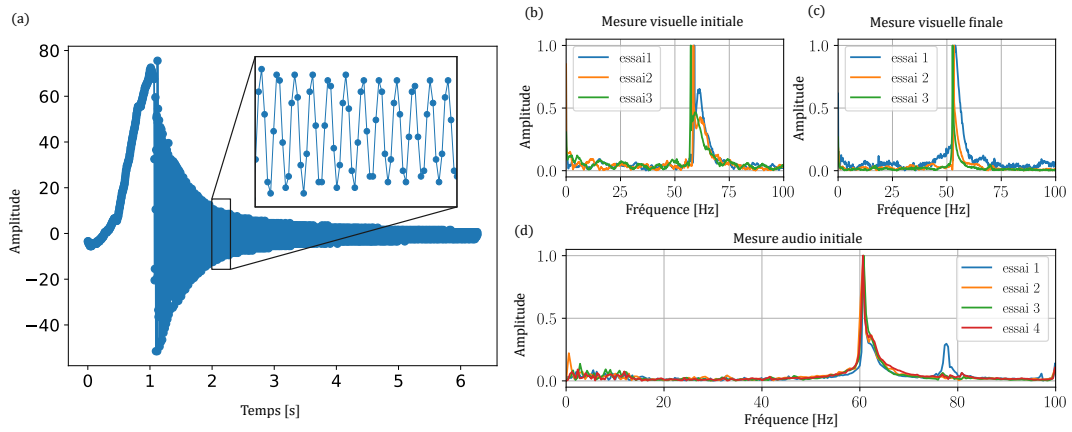 (a)
80
60
40
20
0
−20
−40
Amplitude
0 1 2 3 4 5 6
Temps [s]
(b)
Mesure visuelle initiale
1.0
0.5
0.0
Amplitude
essai1
essai2
essai3
0 25 50 75 100
Fréquence [Hz]
(c)
Mesure visuelle finale
1.0
0.5
0.0
Amplitude
essai 1
essai 2
essai 3
0 25 50 75 100
Fréquence [Hz]
(d)
Mesure audio initiale
1.0
0.5
0.0
Amplitude
essai 1
essai 2
essai 3
essai 4
0 20 40 60 80 100
Fréquence [Hz]